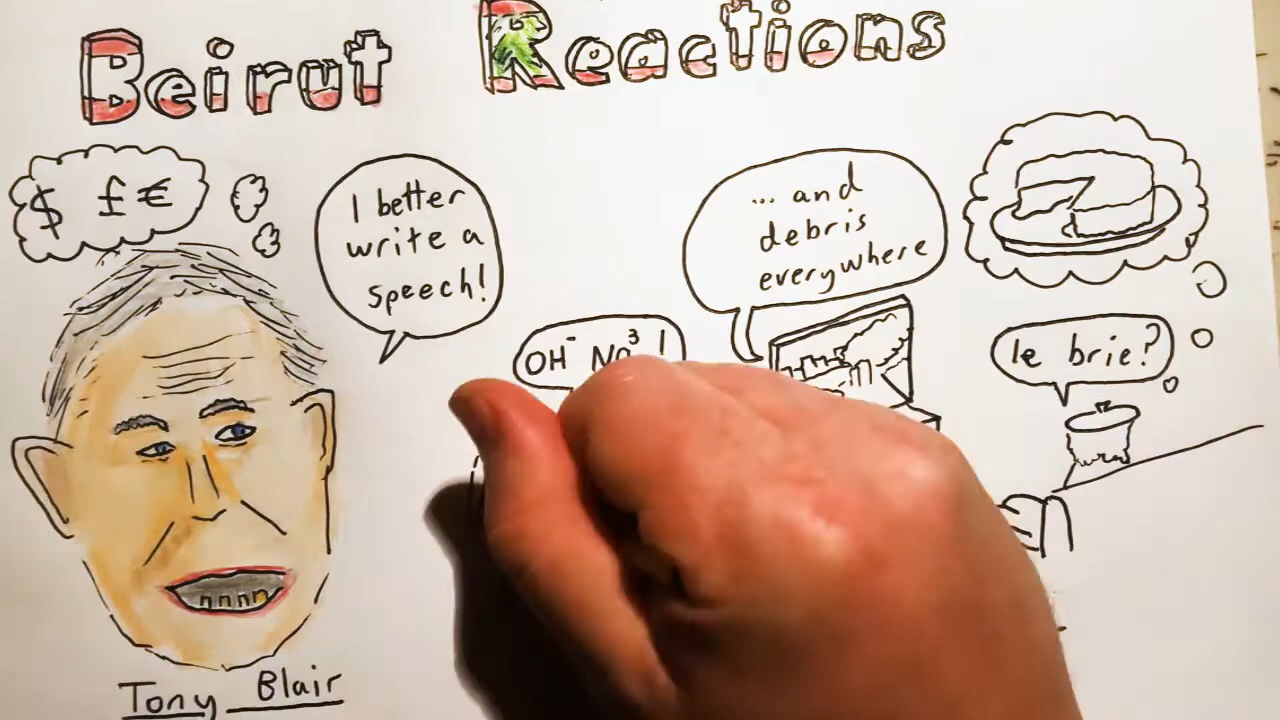 Beirut Reactions
$ £ €
I better
write a
speech!
... and
debris
everywhere
OH⁻ No³ !
le brie?
Tony Blair